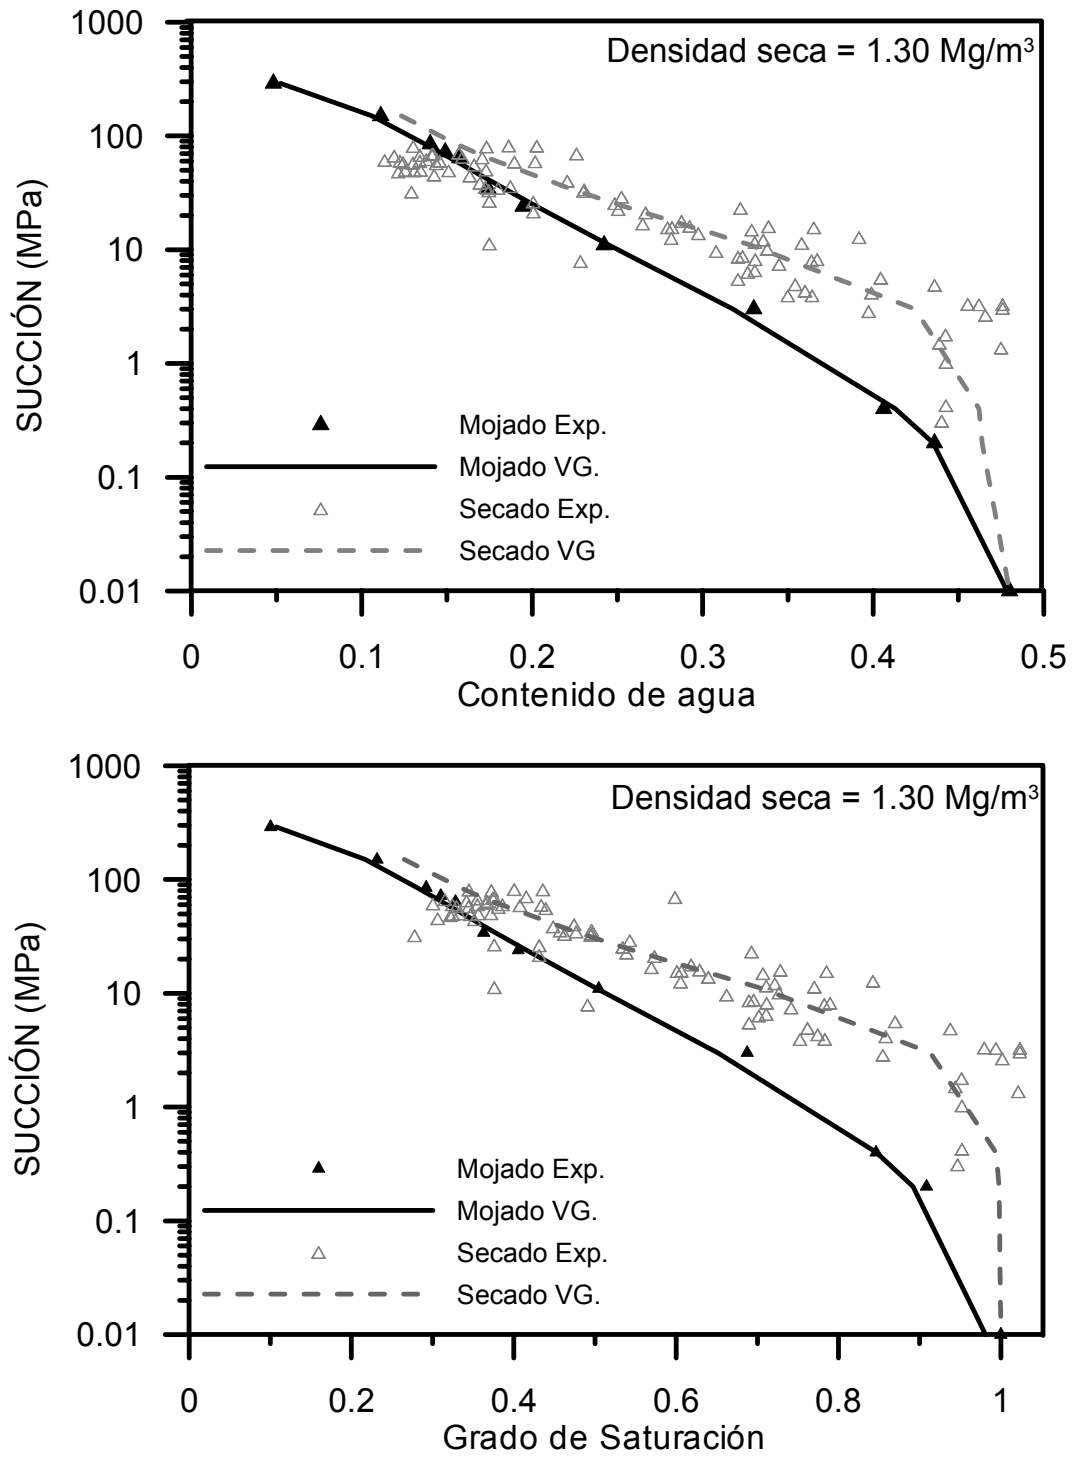 1000
100
10
1
0.1
0.01
SUCCIÓN (MPa)
Densidad seca = 1.30 Mg/m³
Mojado Exp.
Mojado VG.
Secado Exp.
Secado VG
0 0.1 0.2 0.3 0.4 0.5
Contenido de agua
1000
100
10
1
0.1
0.01
SUCCIÓN (MPa)
Densidad seca = 1.30 Mg/m³
Mojado Exp.
Mojado VG.
Secado Exp.
Secado VG.
0 0.2 0.4 0.6 0.8 1
Grado de Saturación